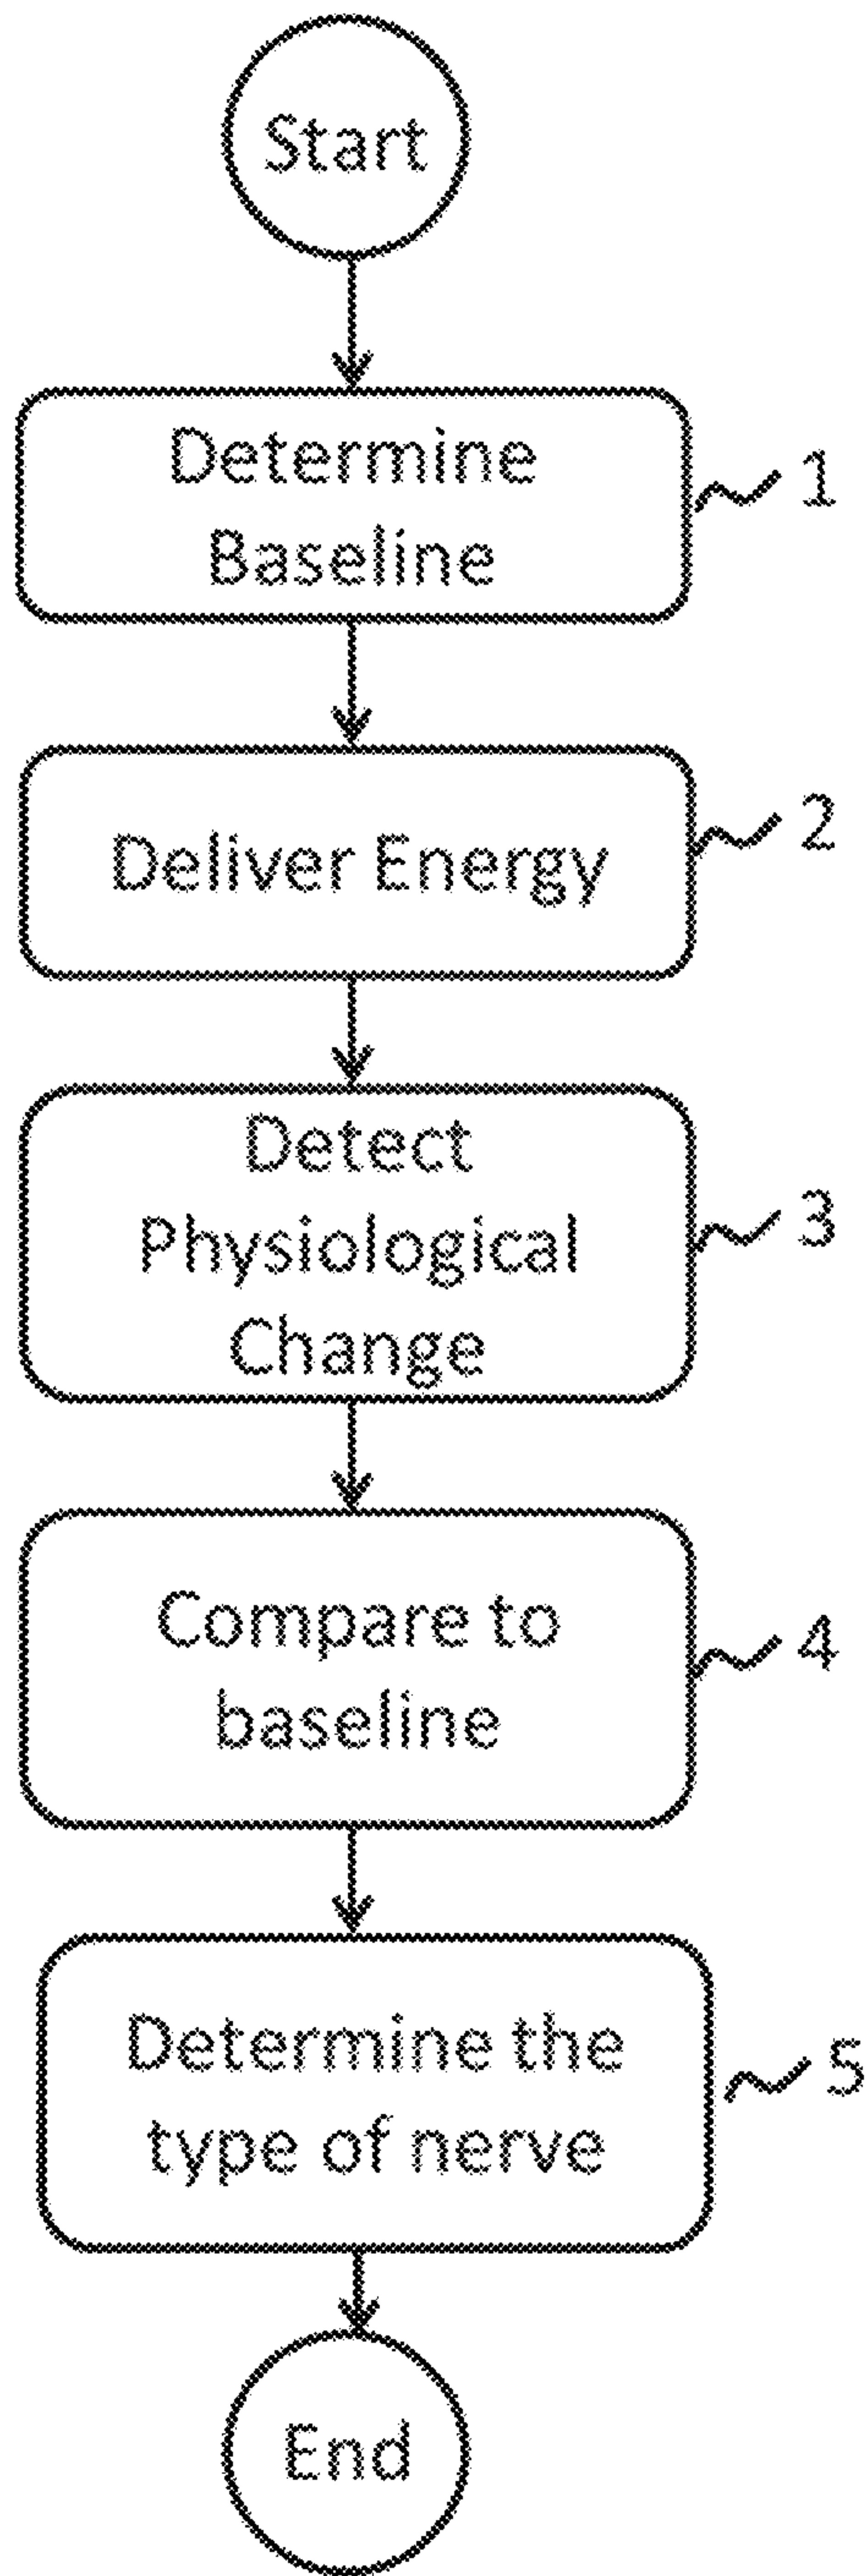 Start
Determine
Baseline
1
Deliver Energy
2
Detect
Physiological
Change
3
Compare to
baseline
4
Determine the
type of nerve
5
End